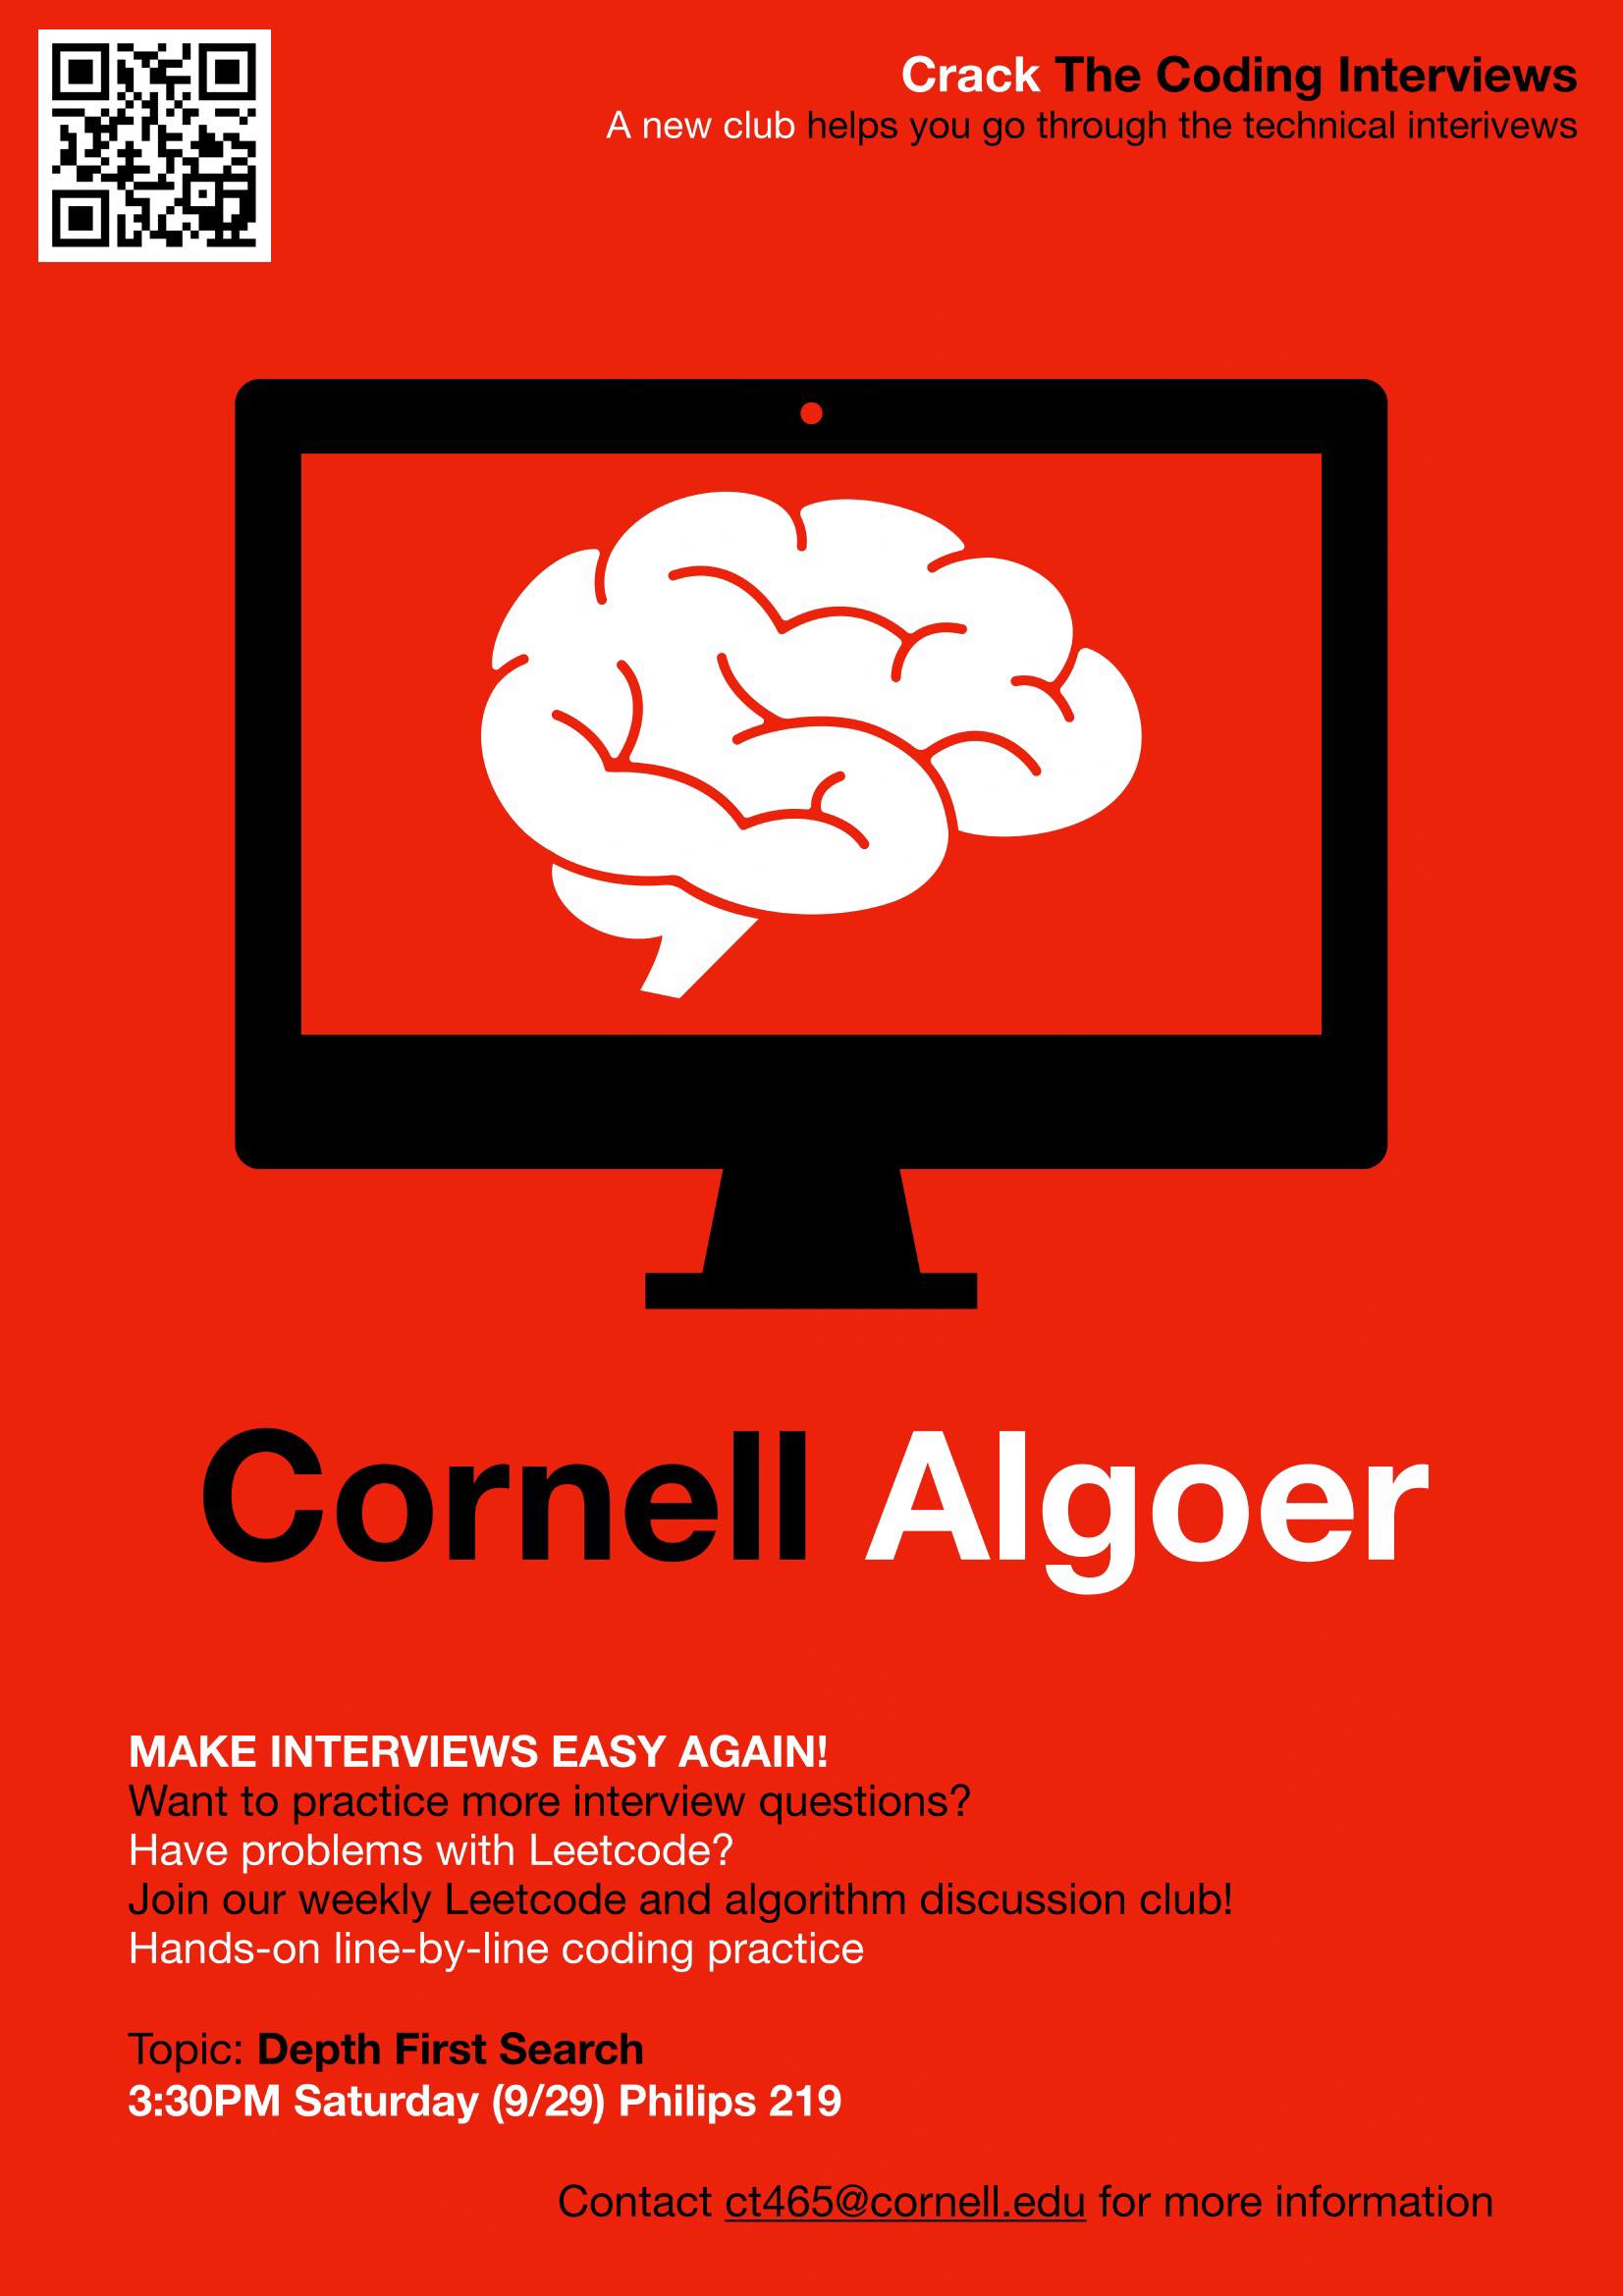 Crack The Coding Interviews
A new club helps you go through the technical interivews
Cornell Algoer
MAKE INTERVIEWS EASY AGAIN!
Want to practice more interview questions?
Have problems with Leetcode?
Join our weekly Leetcode and algorithm discussion club!
Hands-on line-by-line coding practice
Topic: Depth First Search
3:30PM Saturday (9/29) Philips 219
Contact ct465@cornell.edu for more information